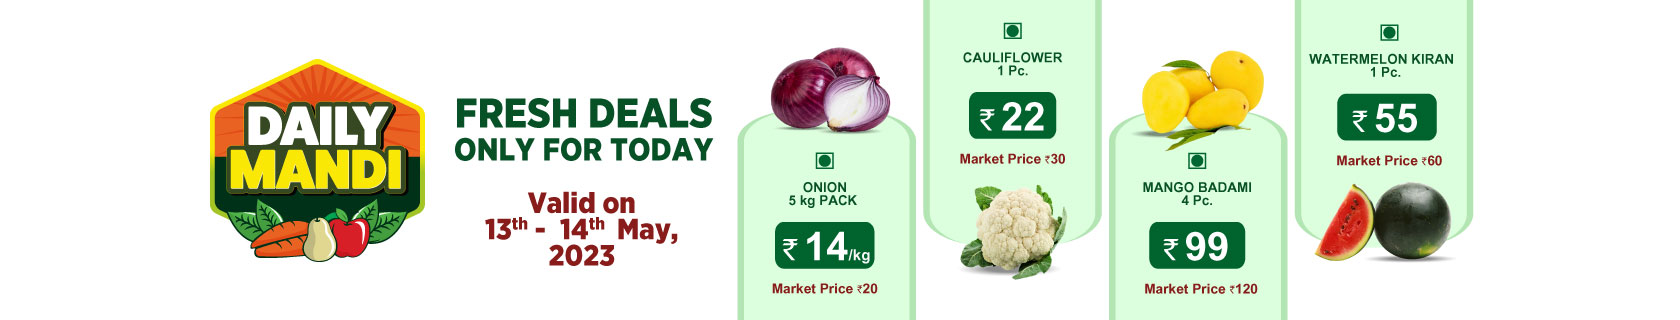 DAILY
MANDI
FRESH DEALS
ONLY FOR TODAY
Valid on
13th - 14th May,
2023
ONION
5 kg PACK
₹ 14/kg
Market Price ₹20
CAULIFLOWER
1 Pc.
₹ 22
Market Price ₹30
MANGO BADAMI
4 Pc.
₹ 99
Market Price ₹120
WATERMELON KIRAN
1 Pc.
₹ 55
Market Price ₹60